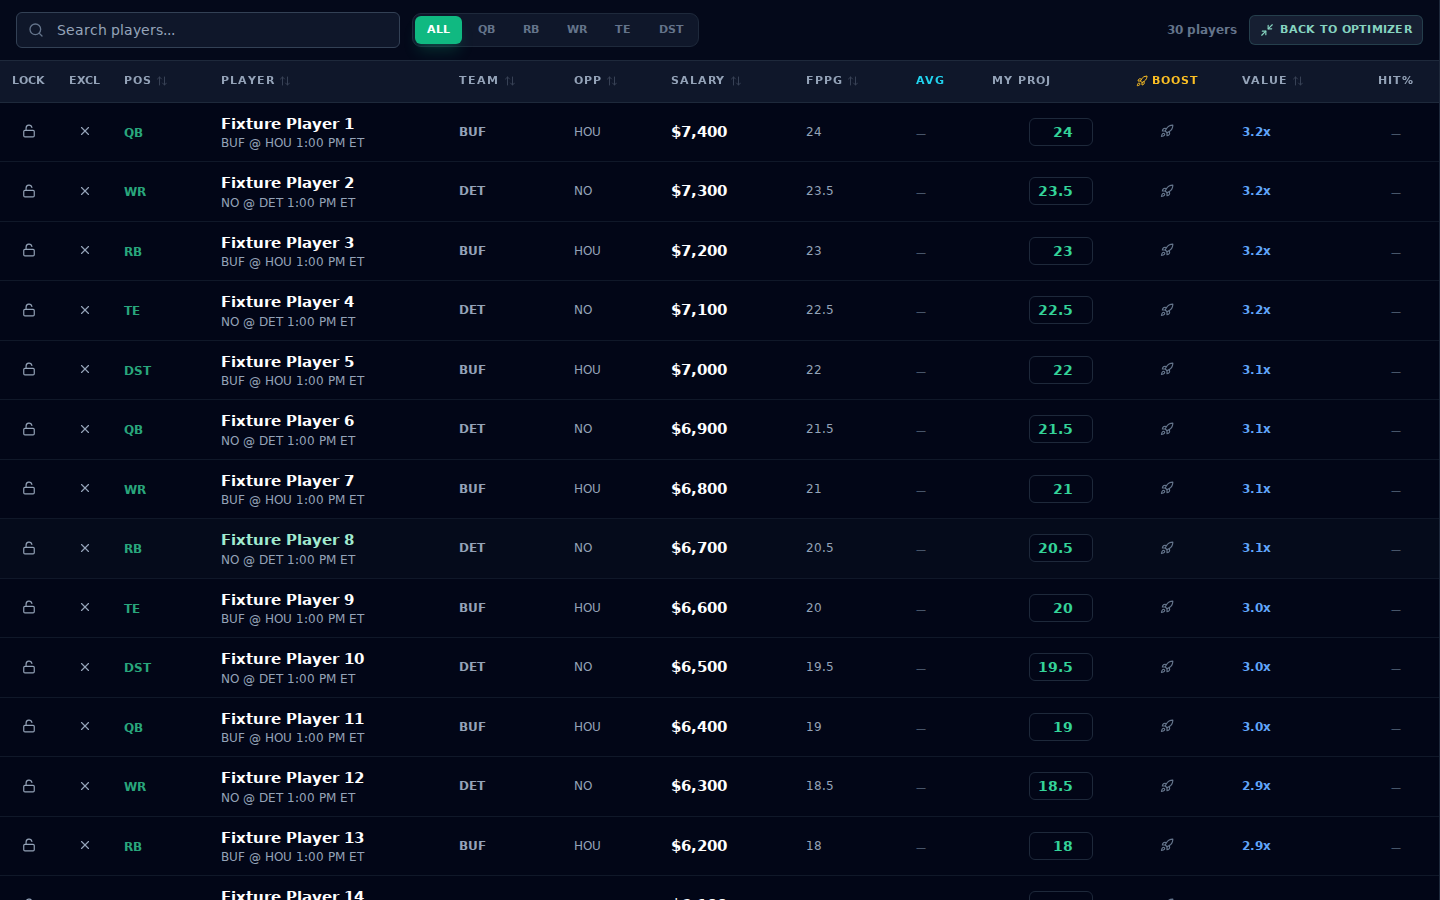 Search players...
ALL QB RB WR TE DST
30 players
BACK TO OPTIMIZER
LOCK EXCL POS PLAYER TEAM OPP SALARY FPPG AVG MY PROJ BOOST VALUE HIT%
QB Fixture Player 1 BUF HOU $7,400 24 — 24 3.2x —
BUF @ HOU 1:00 PM ET
WR Fixture Player 2 DET NO $7,300 23.5 — 23.5 3.2x —
NO @ DET 1:00 PM ET
RB Fixture Player 3 BUF HOU $7,200 23 — 23 3.2x —
BUF @ HOU 1:00 PM ET
TE Fixture Player 4 DET NO $7,100 22.5 — 22.5 3.2x —
NO @ DET 1:00 PM ET
DST Fixture Player 5 BUF HOU $7,000 22 — 22 3.1x —
BUF @ HOU 1:00 PM ET
QB Fixture Player 6 DET NO $6,900 21.5 — 21.5 3.1x —
NO @ DET 1:00 PM ET
WR Fixture Player 7 BUF HOU $6,800 21 — 21 3.1x —
BUF @ HOU 1:00 PM ET
RB Fixture Player 8 DET NO $6,700 20.5 — 20.5 3.1x —
NO @ DET 1:00 PM ET
TE Fixture Player 9 BUF HOU $6,600 20 — 20 3.0x —
BUF @ HOU 1:00 PM ET
DST Fixture Player 10 DET NO $6,500 19.5 — 19.5 3.0x —
NO @ DET 1:00 PM ET
QB Fixture Player 11 BUF HOU $6,400 19 — 19 3.0x —
BUF @ HOU 1:00 PM ET
WR Fixture Player 12 DET NO $6,300 18.5 — 18.5 2.9x —
NO @ DET 1:00 PM ET
RB Fixture Player 13 BUF HOU $6,200 18 — 18 2.9x —
BUF @ HOU 1:00 PM ET
Fixture Player 14